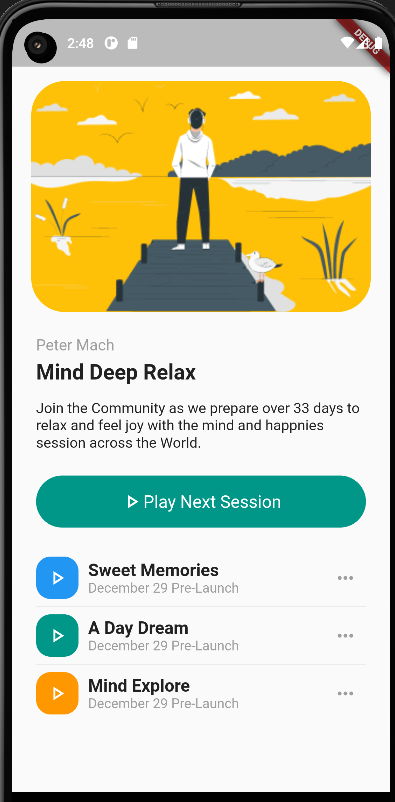 2:48
DEBUG
Peter Mach
Mind Deep Relax
Join the Community as we prepare over 33 days to
relax and feel joy with the mind and happnies
session across the World.
Play Next Session
Sweet Memories
December 29 Pre-Launch
A Day Dream
December 29 Pre-Launch
Mind Explore
December 29 Pre-Launch